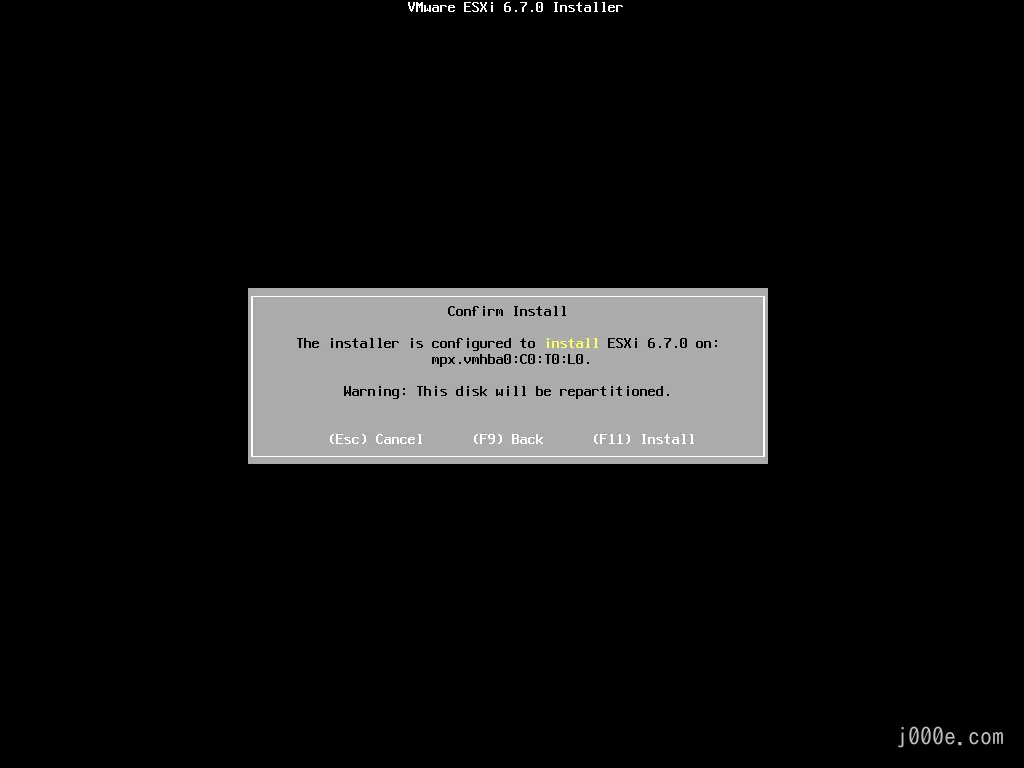 VMware ESXi 6.7.0 Installer
Confirm Install
The installer is configured to install ESXi 6.7.0 on:
mpx.vmhba0:C0:T0:L0.
Warning: This disk will be repartitioned.
(Esc) Cancel (F9) Back (F11) Install
j000e.com